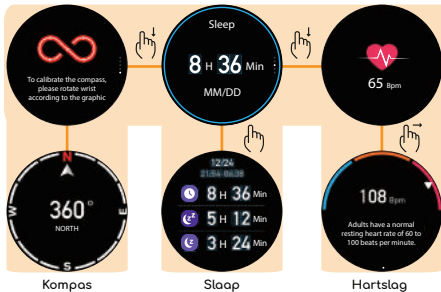 To calibrate the compass,
please rotate wrist
according to the graphic
Sleep
8 H 36 Min
MM/DD
65 Bpm
N
W
E
S
360°
NORTH
12/24
21:54-06:38
8 H 36 Min
5 H 12 Min
3 H 24 Min
108 Bpm
Adults have a normal
resting heart rate of 60 to
100 beats per minute.
Kompas
Slaap
Hartslag